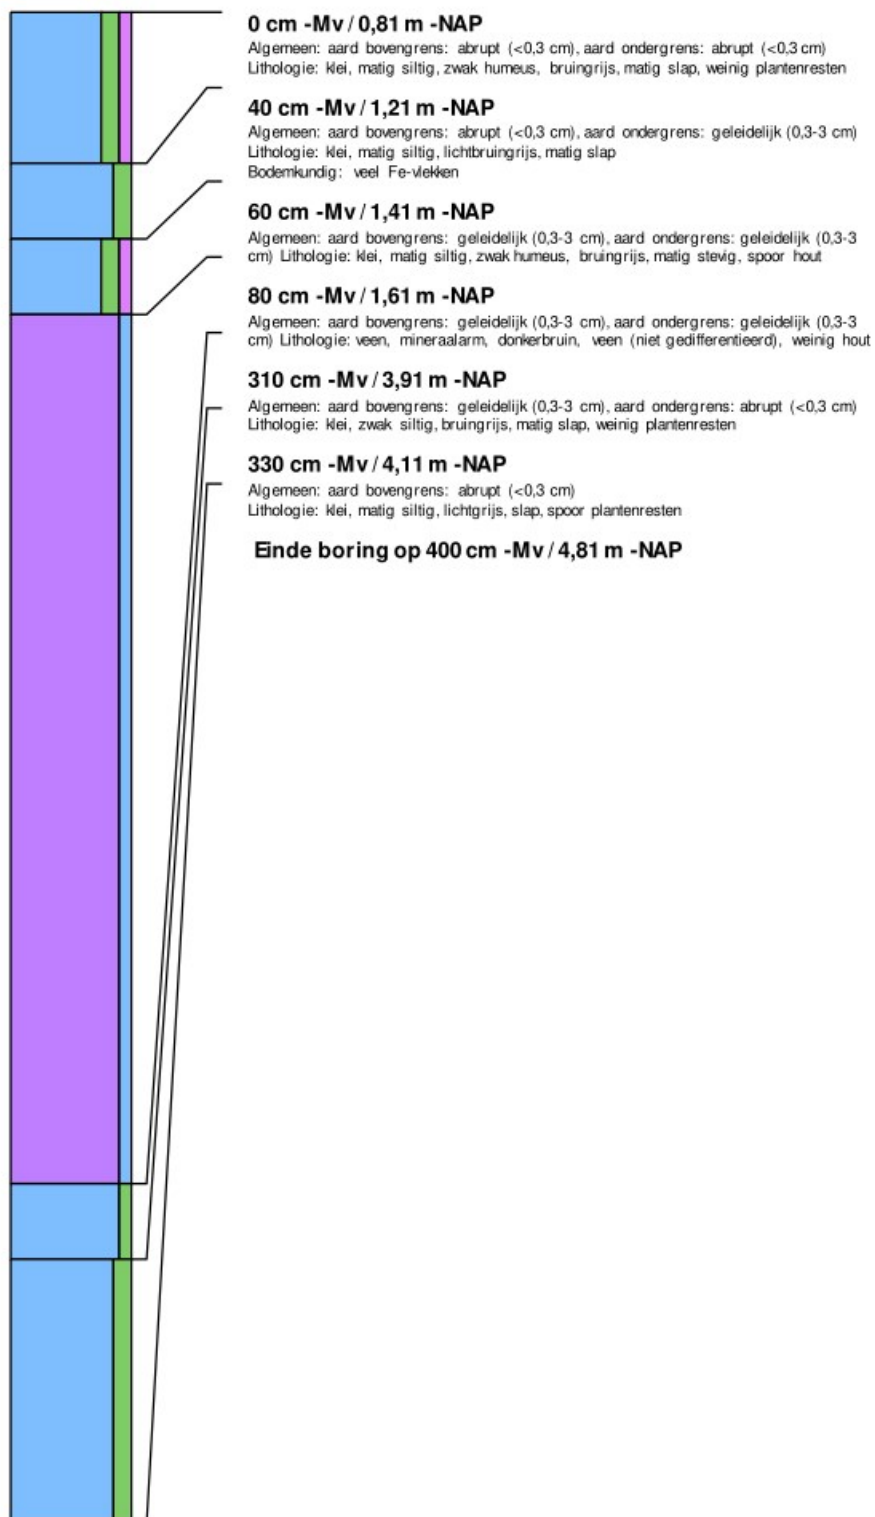 0 cm -Mv / 0,81 m -NAP
Algemeen: aard bovengrens: abrupt (<0,3 cm), aard ondergrens: abrupt (<0,3 cm)
Lithologie: klei, matig siltig, zwak humeus, bruingrijs, matig slap, weinig plantenresten
40 cm -Mv / 1,21 m -NAP
Algemeen: aard bovengrens: abrupt (<0,3 cm), aard ondergrens: geleidelijk (0,3-3 cm)
Lithologie: klei, matig siltig, lichtbruingrijs, matig slap
Bodemkundig: veel Fe-vlekken
60 cm -Mv / 1,41 m -NAP
Algemeen: aard bovengrens: geleidelijk (0,3-3 cm), aard ondergrens: geleidelijk (0,3-3
cm) Lithologie: klei, matig siltig, zwak humeus, bruingrijs, matig stevig, spoor hout
80 cm -Mv / 1,61 m -NAP
Algemeen: aard bovengrens: geleidelijk (0,3-3 cm), aard ondergrens: geleidelijk (0,3-3
cm) Lithologie: veen, mineraalarm, donkerbruin, veen (niet gedifferentieerd), weinig hout
310 cm -Mv / 3,91 m -NAP
Algemeen: aard bovengrens: geleidelijk (0,3-3 cm), aard ondergrens: abrupt (<0,3 cm)
Lithologie: klei, zwak siltig, bruingrijs, matig slap, weinig plantenresten
330 cm -Mv / 4,11 m -NAP
Algemeen: aard bovengrens: abrupt (<0,3 cm)
Lithologie: klei, matig siltig, lichtgrijs, slap, spoor plantenresten
Einde boring op 400 cm -Mv / 4,81 m -NAP